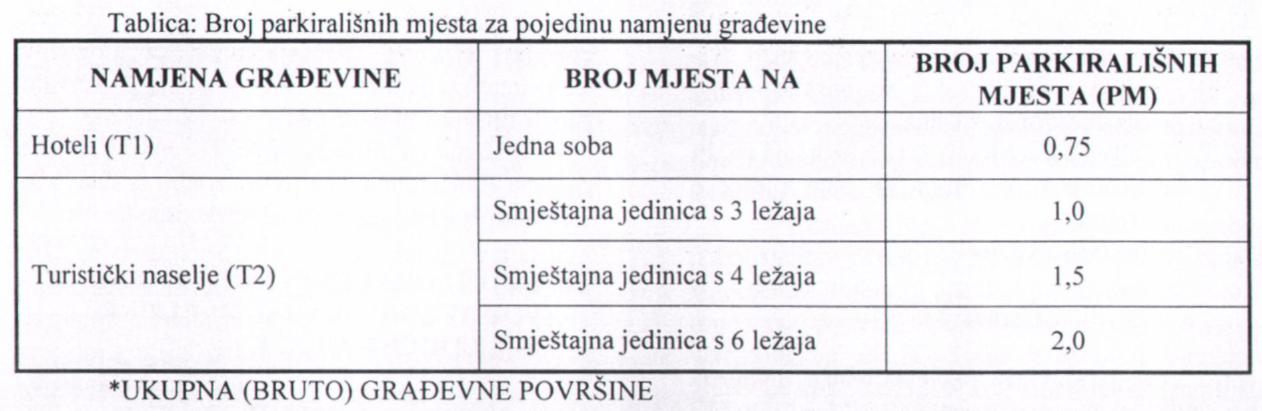 Tablica: Broj parkirališnih mjesta za pojedinu namjenu građevine
NAMJENA GRAĐEVINE
BROJ MJESTA NA
BROJ PARKIRALIŠNIH
MJESTA (PM)
Hoteli (T1)
Jedna soba
0,75
Turistički naselje (T2)
Smještajna jedinica s 3 ležaja
1,0
Smještajna jedinica s 4 ležaja
1,5
Smještajna jedinica s 6 ležaja
2,0
*UKUPNA (BRUTO) GRAĐEVNE POVRŠINE